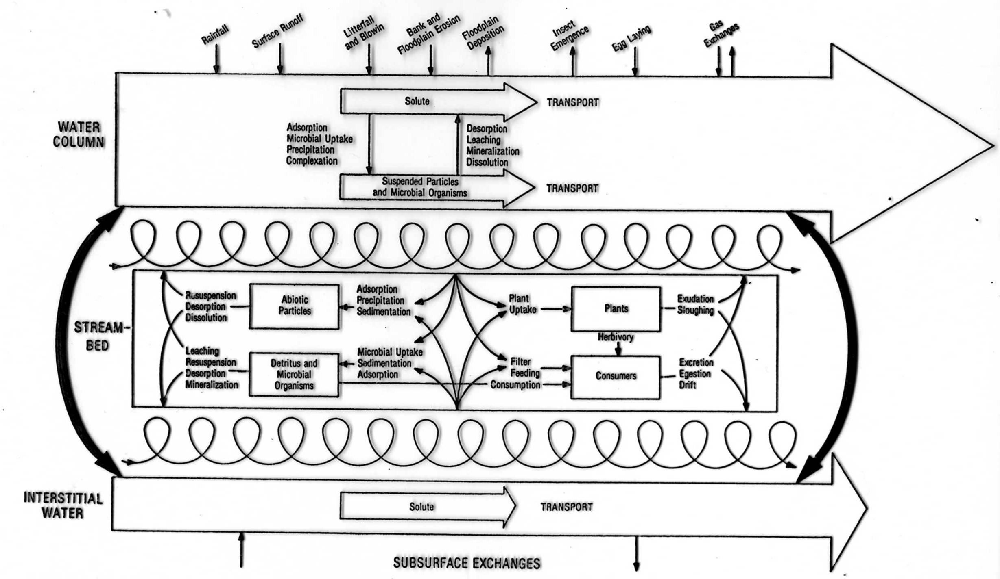 Rainfall
Surface Runoff
Litterfall
and Blowin
Bank and
Floodplain Erosion
Floodplain
Deposition
Insect
Emergence
Egg Laying
Gas
Exchanges
WATER
COLUMN
Solute
TRANSPORT
Adsorption
Microbial Uptake
Precipitation
Complexation
Desorption
Leaching
Mineralization
Dissolution
Suspended Particles
and Microbial Organisms
TRANSPORT
STREAM-
BED
Resuspension
Desorption
Dissolution
Abiotic
Particles
Adsorption
Precipitation
Sedimentation
Plant
Uptake
Plants
Exudation
Sloughing
Herbivory
Leaching
Resuspension
Desorption
Mineralization
Detritus and
Microbial
Organisms
Microbial Uptake
Sedimentation
Adsorption
Filter
Feeding
Consumption
Consumers
Excretion
Egestion
Drift
INTERSTITIAL
WATER
Solute
TRANSPORT
SUBSURFACE EXCHANGES